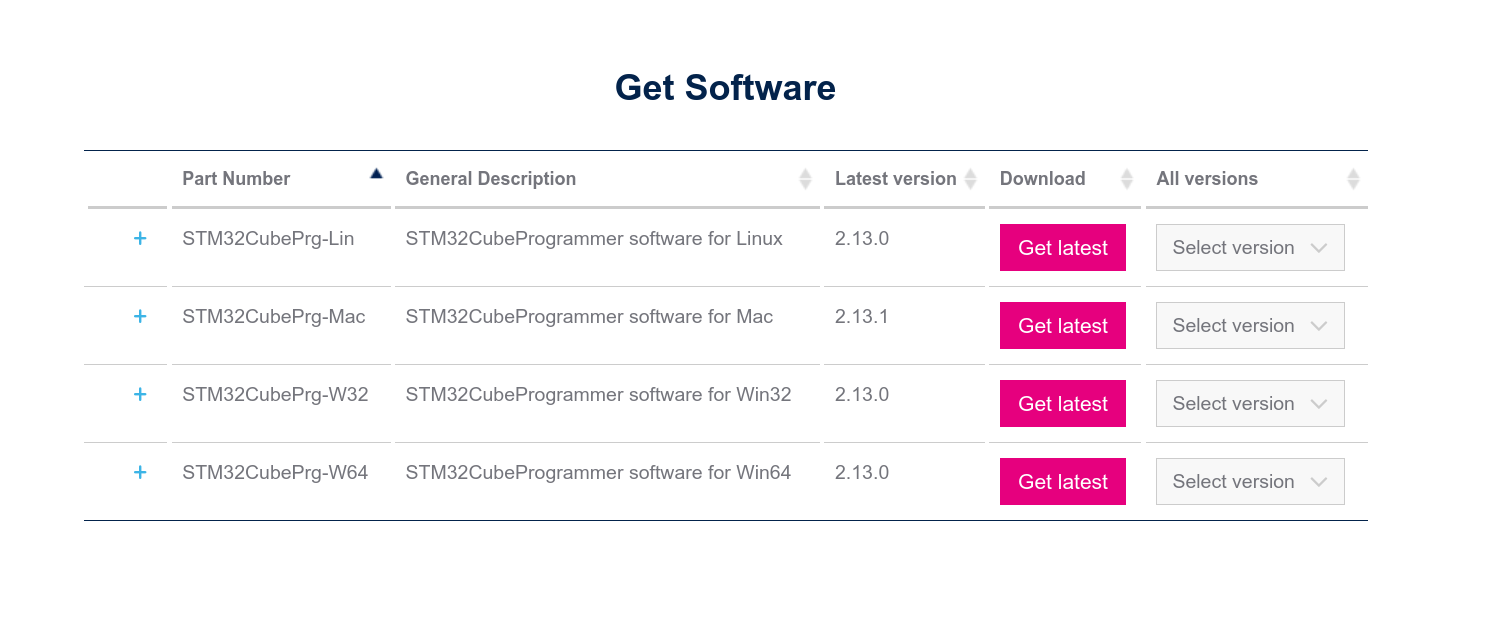 Get Software
Part Number General Description Latest version Download All versions
+ STM32CubePrg-Lin STM32CubeProgrammer software for Linux 2.13.0 Get latest Select version
+ STM32CubePrg-Mac STM32CubeProgrammer software for Mac 2.13.1 Get latest Select version
+ STM32CubePrg-W32 STM32CubeProgrammer software for Win32 2.13.0 Get latest Select version
+ STM32CubePrg-W64 STM32CubeProgrammer software for Win64 2.13.0 Get latest Select version